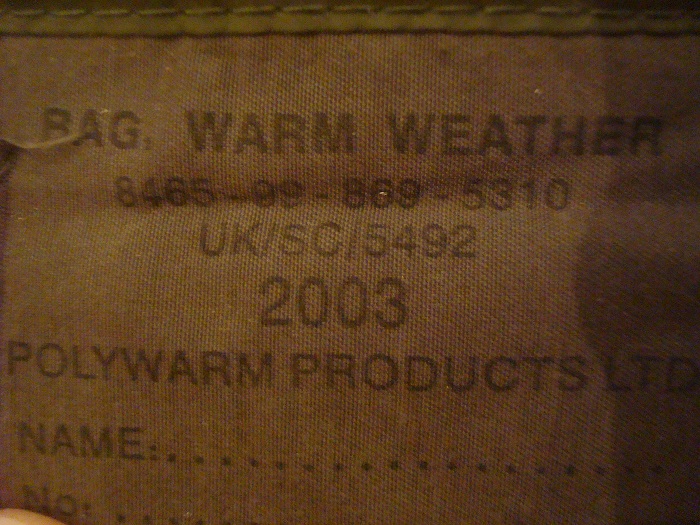 BAG, WARM WEATHER
8465-99-869-5310
UK/SC/5492
2003
POLYWARM PRODUCTS LTD
NAME:..................
No: ......